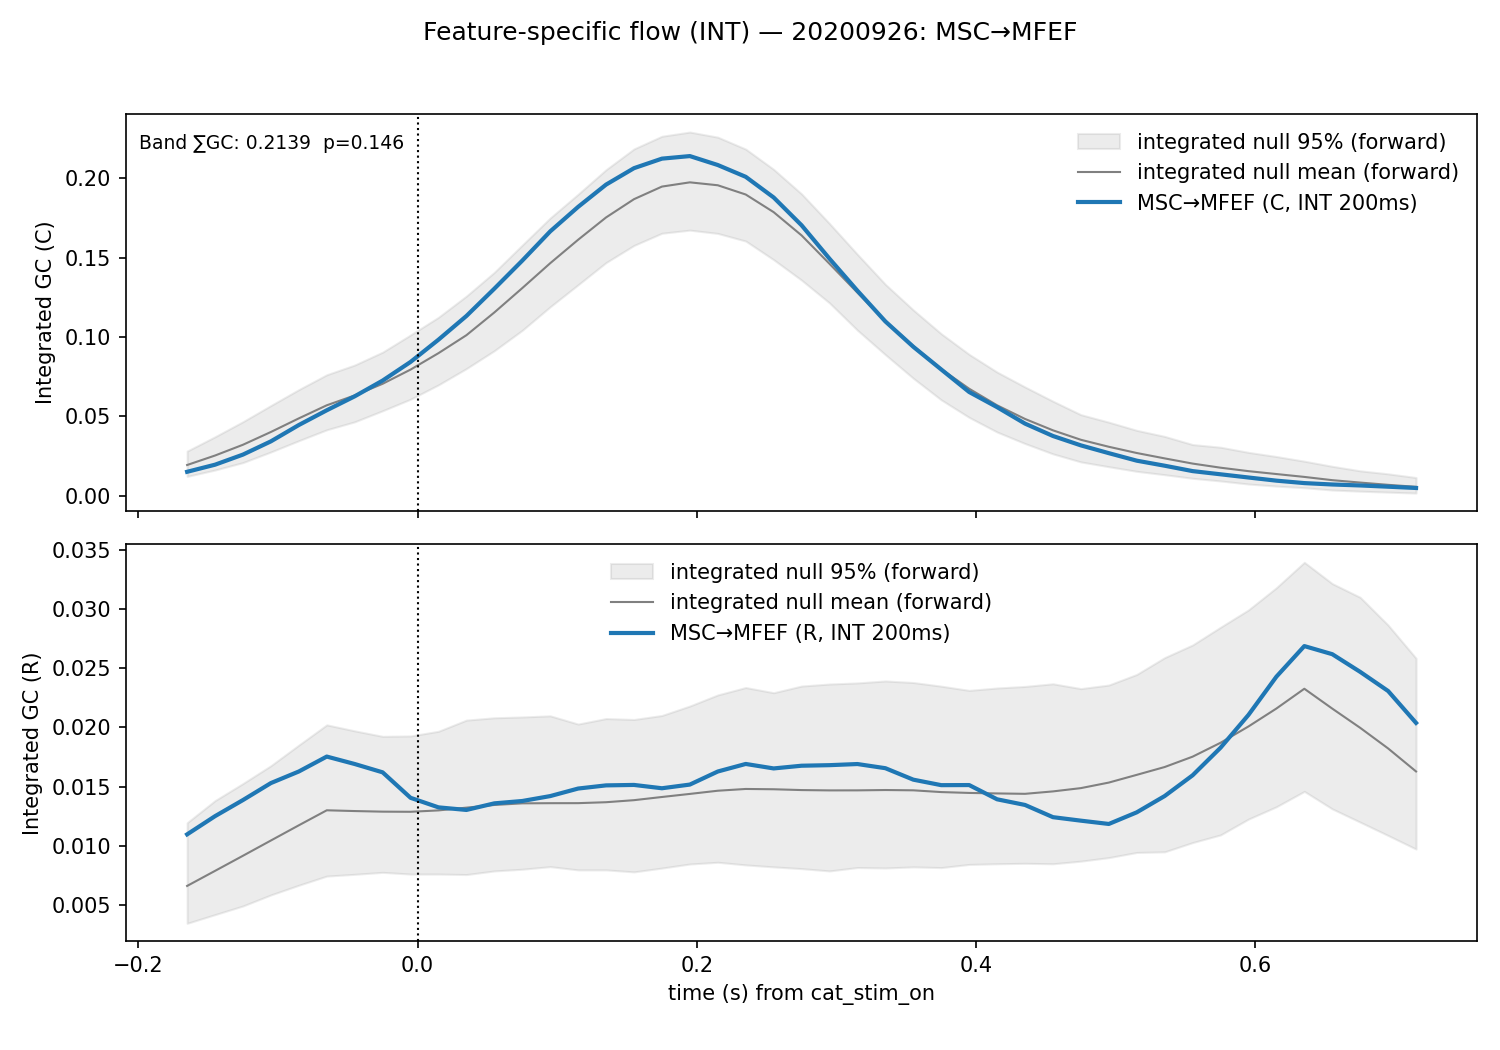 Feature-specific flow (INT) — 20200926: MSC→MFEF
Band ∑GC: 0.2139  p=0.146
integrated null 95% (forward)
integrated null mean (forward)
MSC→MFEF (C, INT 200ms)
Integrated GC (C)
0.20
0.15
0.10
0.05
0.00
integrated null 95% (forward)
integrated null mean (forward)
MSC→MFEF (R, INT 200ms)
Integrated GC (R)
0.035
0.030
0.025
0.020
0.015
0.010
0.005
−0.2 0.0 0.2 0.4 0.6
time (s) from cat_stim_on